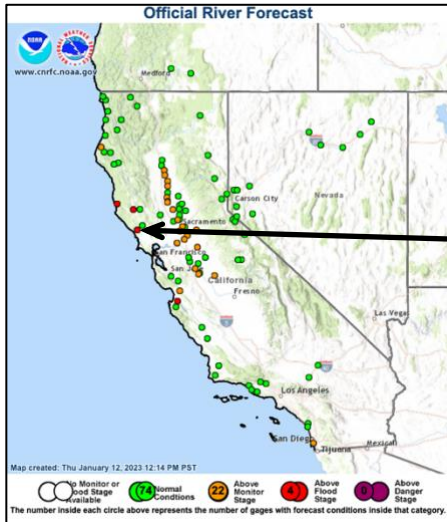 Official River Forecast
NOAA
www.cnrfc.noaa.gov
Medford
Carson City
Nevada
Sacramento
San Francisco
San Jose
California
Fresno
Las Vegas
Los Angeles
San Diego
Tijuana
Mexicali
Map created: Thu January 12, 2023 12:14 PM PST
No Monitor or
Flood Stage
Available
74
Normal
Conditions
22
Above
Monitor
Stage
4
Above
Flood
Stage
0
Above
Danger
Stage
The number inside each circle above represents the number of gages with forecast conditions inside that category.